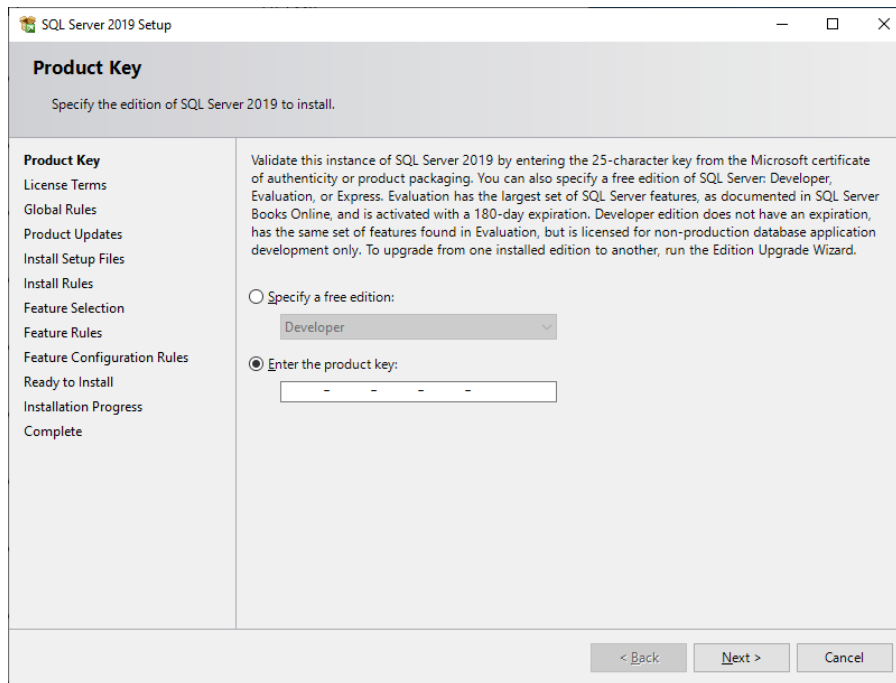 SQL Server 2019 Setup
Product Key
Specify the edition of SQL Server 2019 to install.
Product Key
License Terms
Global Rules
Product Updates
Install Setup Files
Install Rules
Feature Selection
Feature Rules
Feature Configuration Rules
Ready to Install
Installation Progress
Complete
Validate this instance of SQL Server 2019 by entering the 25-character key from the Microsoft certificate
of authenticity or product packaging. You can also specify a free edition of SQL Server: Developer,
Evaluation, or Express. Evaluation has the largest set of SQL Server features, as documented in SQL Server
Books Online, and is activated with a 180-day expiration. Developer edition does not have an expiration,
has the same set of features found in Evaluation, but is licensed for non-production database application
development only. To upgrade from one installed edition to another, run the Edition Upgrade Wizard.
Specify a free edition:
Developer
Enter the product key:
- - - -
< Back Next > Cancel